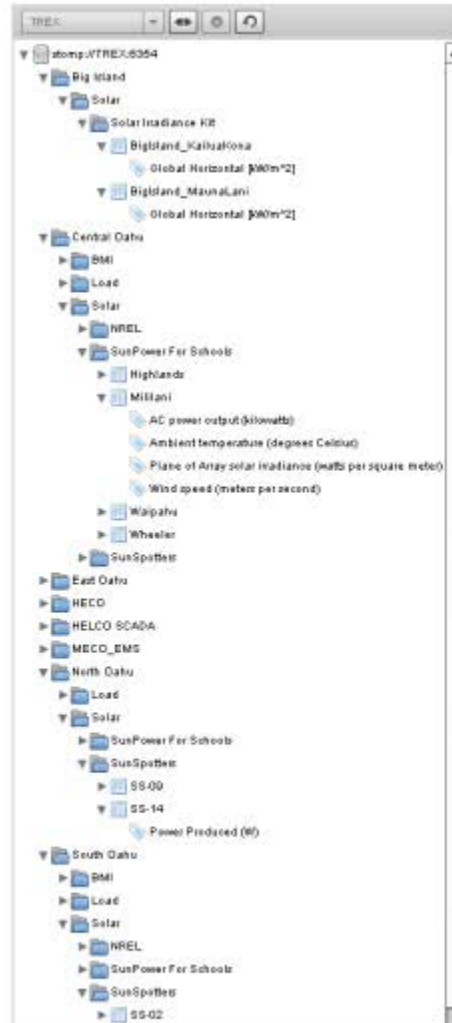 TREX
stomp://TREX:6354
Big Island
Solar
Solar Irradiance Kit
BigIsland_KailuaKona
Global Horizontal [kW/m^2]
BigIsland_MaunaLani
Global Horizontal [kW/m^2]
Central Oahu
BMI
Load
Solar
NREL
SunPower For Schools
Highlands
Mililani
AC power output (kilowatts)
Ambient temperature (degrees Celsius)
Plane of Array solar irradiance (watts per square meter)
Wind speed (meters per second)
Waipahu
Wheeler
SunSpotters
East Oahu
HECO
HELCO SCADA
MECO_EMS
North Oahu
Load
Solar
SunPower For Schools
SunSpotters
SS-09
SS-14
Power Produced (W)
South Oahu
BMI
Load
Solar
NREL
SunPower For Schools
SunSpotters
SS-02